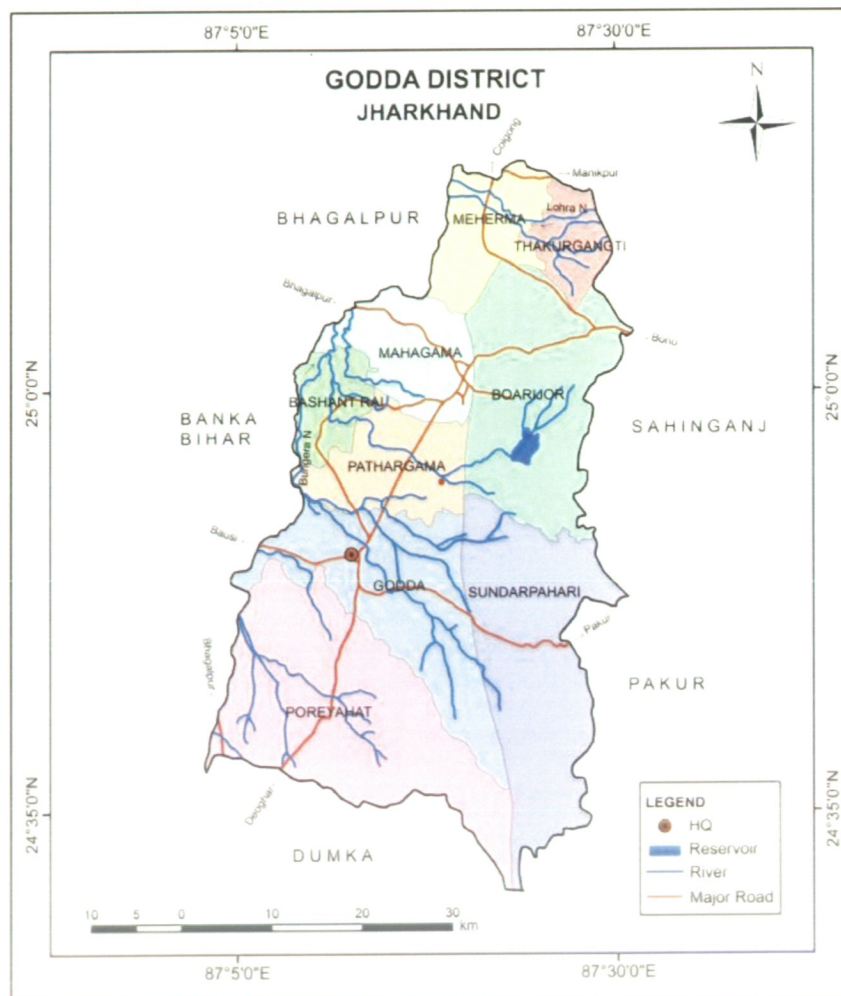 87°5'0"E
87°30'0"E
GODDA DISTRICT
JHARKHAND
N
Colgong
Manikpur
BHAGALPUR
MEHERMA
Lohra N
THAKURGANGTI
Bhagalpur
MAHAGAMA
BOARIJOR
25°0'0"N
25°0'0"N
BASHANT RAI
BANKA
BIHAR
SAHINGANJ
PATHARGAMA
GODDA
SUNDARPAHARI
Pakur
Bhagalpur
PAKUR
POREYAHAT
Deoghar
DUMKA
24°35'0"N
24°35'0"N
LEGEND
HQ
Reservoir
River
Major Road
10 5 0 10 20 30
km
87°5'0"E
87°30'0"E